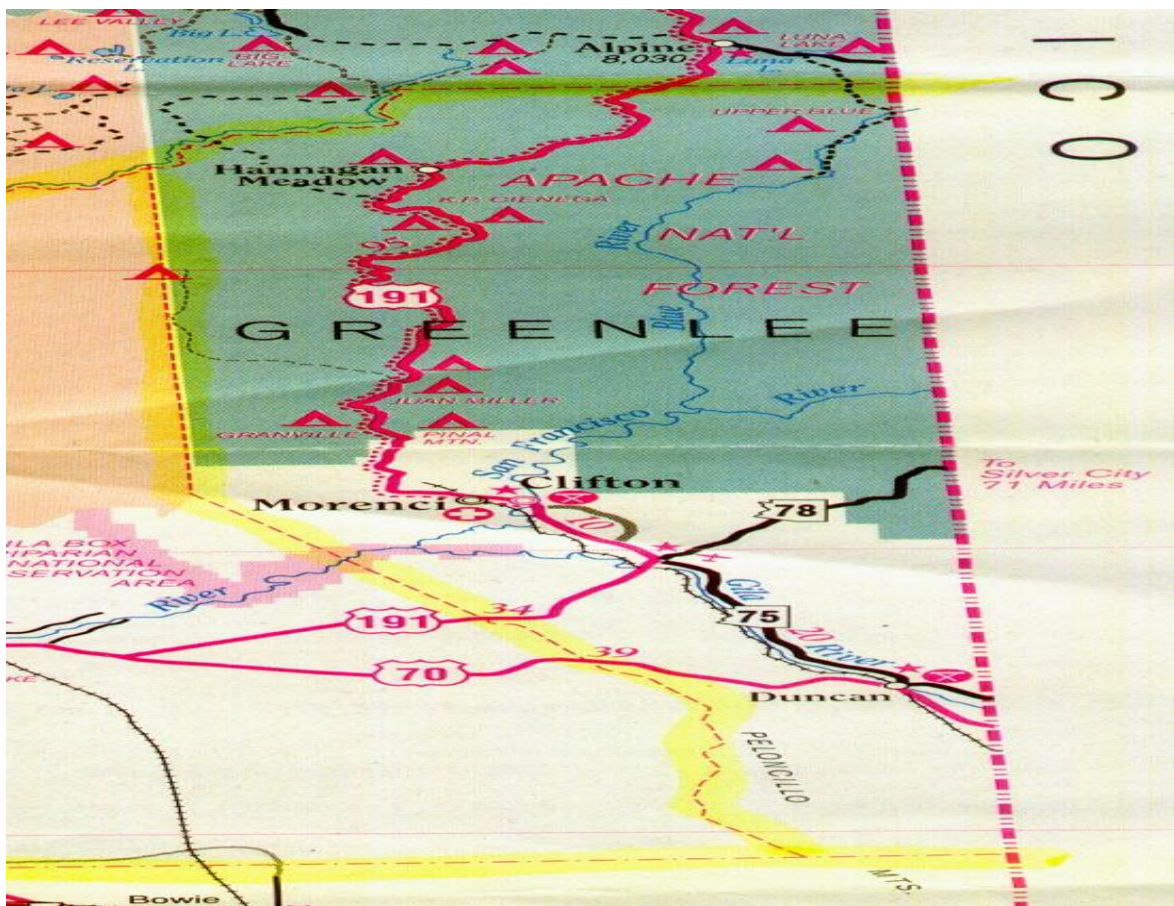 LEE VALLEY
Big L.
BIG
LAKE
Reservation
L.
Alpine
8,030
LUNA
LAKE
Luna
L.
I
C
O
UPPER BLUE
Hannagan
Meadow
APACHE
K.P. CIENEGA
NAT'L
FOREST
95
191
River
Blue
GREENLEE
JUAN MILLER
GRANVILLE
PINAL
MTN.
San Francisco
River
Clifton
Morenci
To
Silver City
71 Miles
10
78
ILA BOX
PARIAN
NATIONAL
SERVATION
AREA
River
191
34
Gila
75
20
River
70
39
Duncan
PELONCILLO
MTS.
Bowie